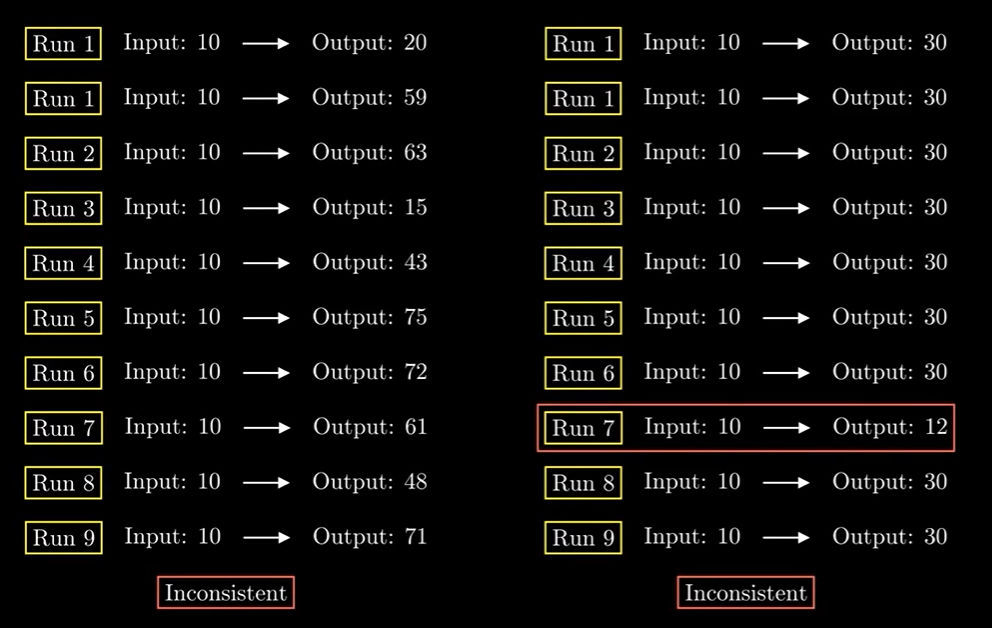 Run 1 Input: 10 Output: 20
Run 1 Input: 10 Output: 59
Run 2 Input: 10 Output: 63
Run 3 Input: 10 Output: 15
Run 4 Input: 10 Output: 43
Run 5 Input: 10 Output: 75
Run 6 Input: 10 Output: 72
Run 7 Input: 10 Output: 61
Run 8 Input: 10 Output: 48
Run 9 Input: 10 Output: 71
Inconsistent
Run 1 Input: 10 Output: 30
Run 1 Input: 10 Output: 30
Run 2 Input: 10 Output: 30
Run 3 Input: 10 Output: 30
Run 4 Input: 10 Output: 30
Run 5 Input: 10 Output: 30
Run 6 Input: 10 Output: 30
Run 7 Input: 10 Output: 12
Run 8 Input: 10 Output: 30
Run 9 Input: 10 Output: 30
Inconsistent